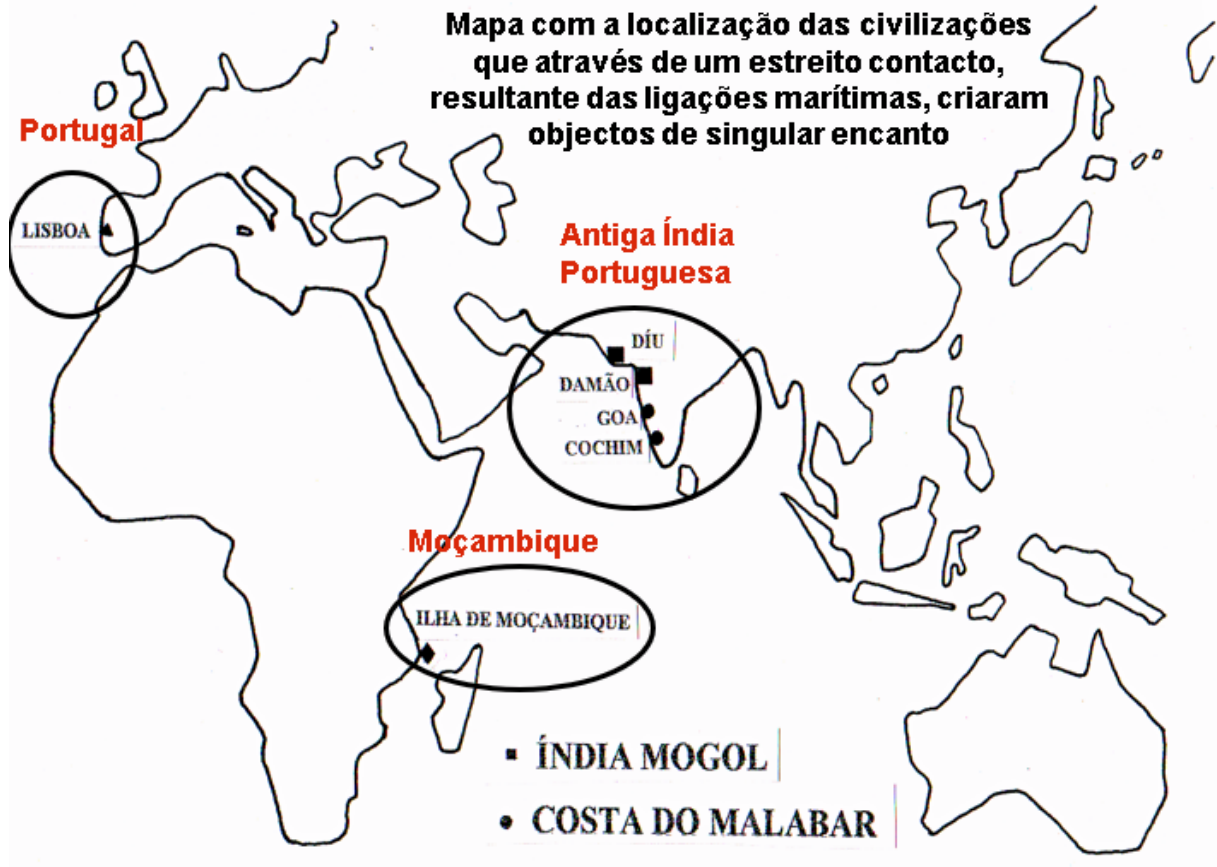 Mapa com a localização das civilizações
que através de um estreito contacto,
resultante das ligações marítimas, criaram
objectos de singular encanto
Portugal
LISBOA
Antiga Índia
Portuguesa
DÍU
DAMÃO
GOA
COCHIM
Moçambique
ILHA DE MOÇAMBIQUE
ÍNDIA MOGOL
COSTA DO MALABAR